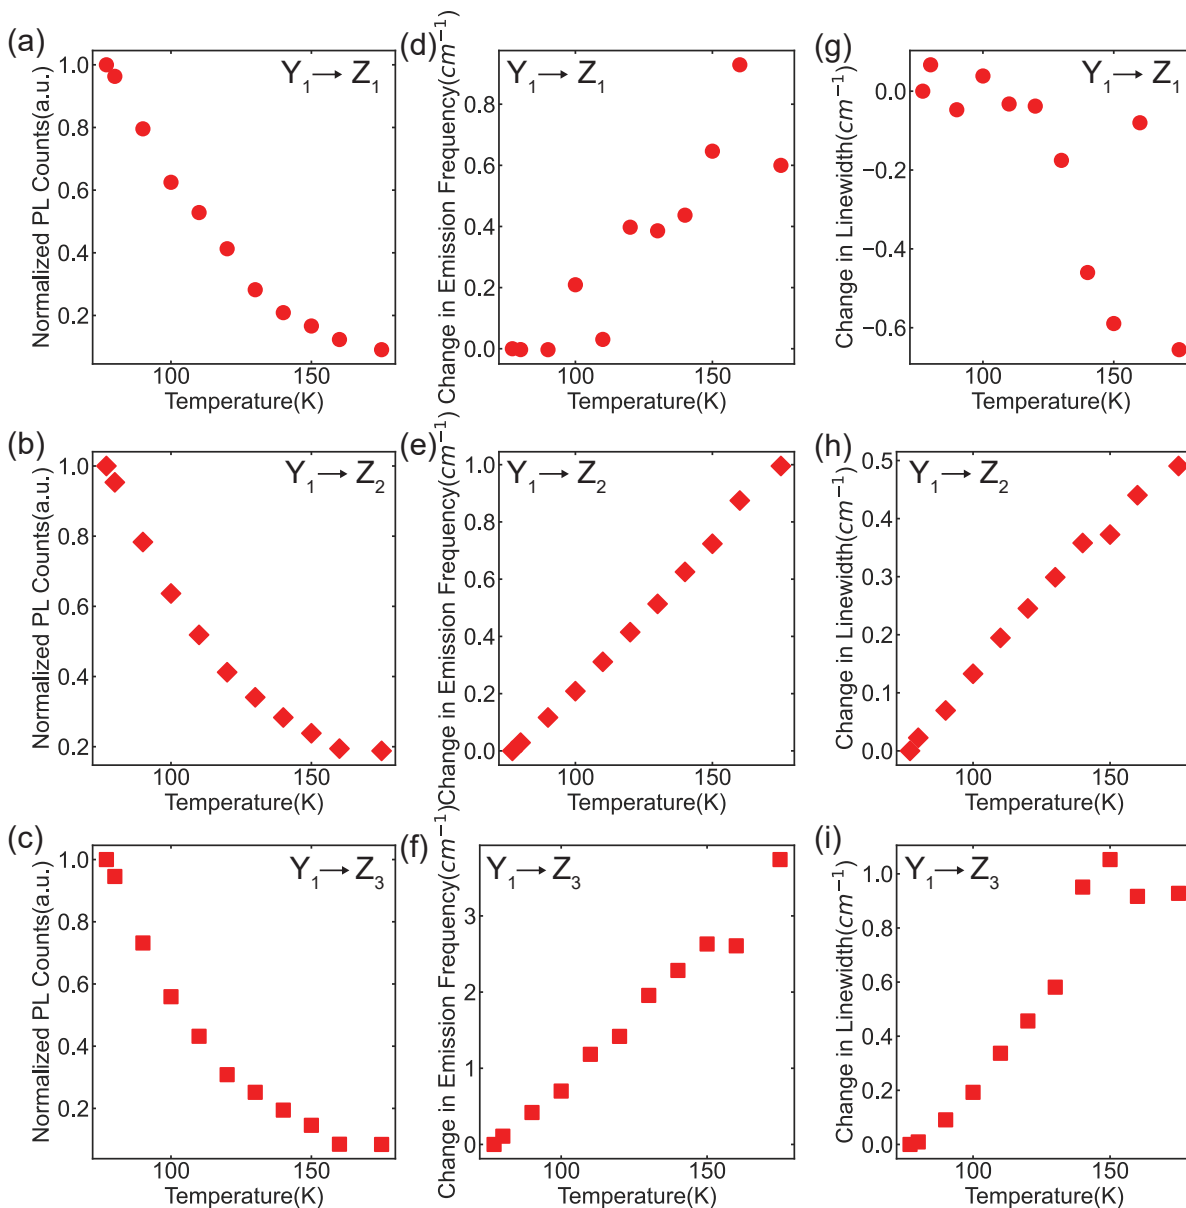 (a)
Y₁→Z₁
Normalized PL Counts(a.u.)
1.0
0.8
0.6
0.4
0.2
100
150
Temperature(K)
(d)
Y₁→Z₁
Change in Emission Frequency(cm⁻¹)
0.8
0.6
0.4
0.2
0.0
100
150
Temperature(K)
(g)
Y₁→Z₁
Change in Linewidth(cm⁻¹)
0.0
−0.2
−0.4
−0.6
100
150
Temperature(K)
(b)
Y₁→Z₂
Normalized PL Counts(a.u.)
1.0
0.8
0.6
0.4
0.2
100
150
Temperature(K)
(e)
Y₁→Z₂
Change in Emission Frequency(cm⁻¹)
1.0
0.8
0.6
0.4
0.2
0.0
100
150
Temperature(K)
(h)
Y₁→Z₂
Change in Linewidth(cm⁻¹)
0.5
0.4
0.3
0.2
0.1
0.0
100
150
Temperature(K)
(c)
Y₁→Z₃
Normalized PL Counts(a.u.)
1.0
0.8
0.6
0.4
0.2
100
150
Temperature(K)
(f)
Y₁→Z₃
Change in Emission Frequency(cm⁻¹)
3
2
1
0
100
150
Temperature(K)
(i)
Y₁→Z₃
Change in Linewidth(cm⁻¹)
1.0
0.8
0.6
0.4
0.2
0.0
100
150
Temperature(K)